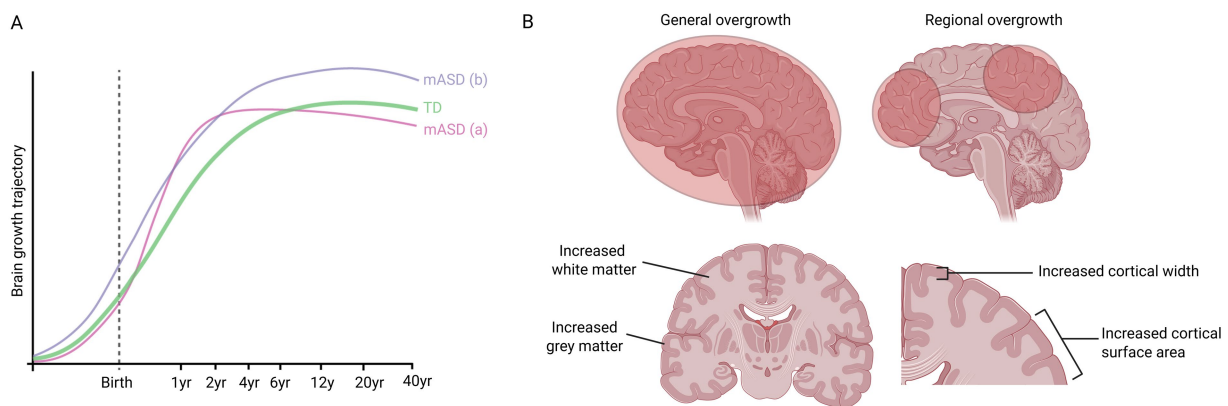 A
Brain growth trajectory
mASD (b)
TD
mASD (a)
Birth
1yr
2yr
4yr
6yr
12y
20yr
40yr
B
General overgrowth
Regional overgrowth
Increased
white matter
Increased
grey matter
Increased cortical width
Increased cortical
surface area